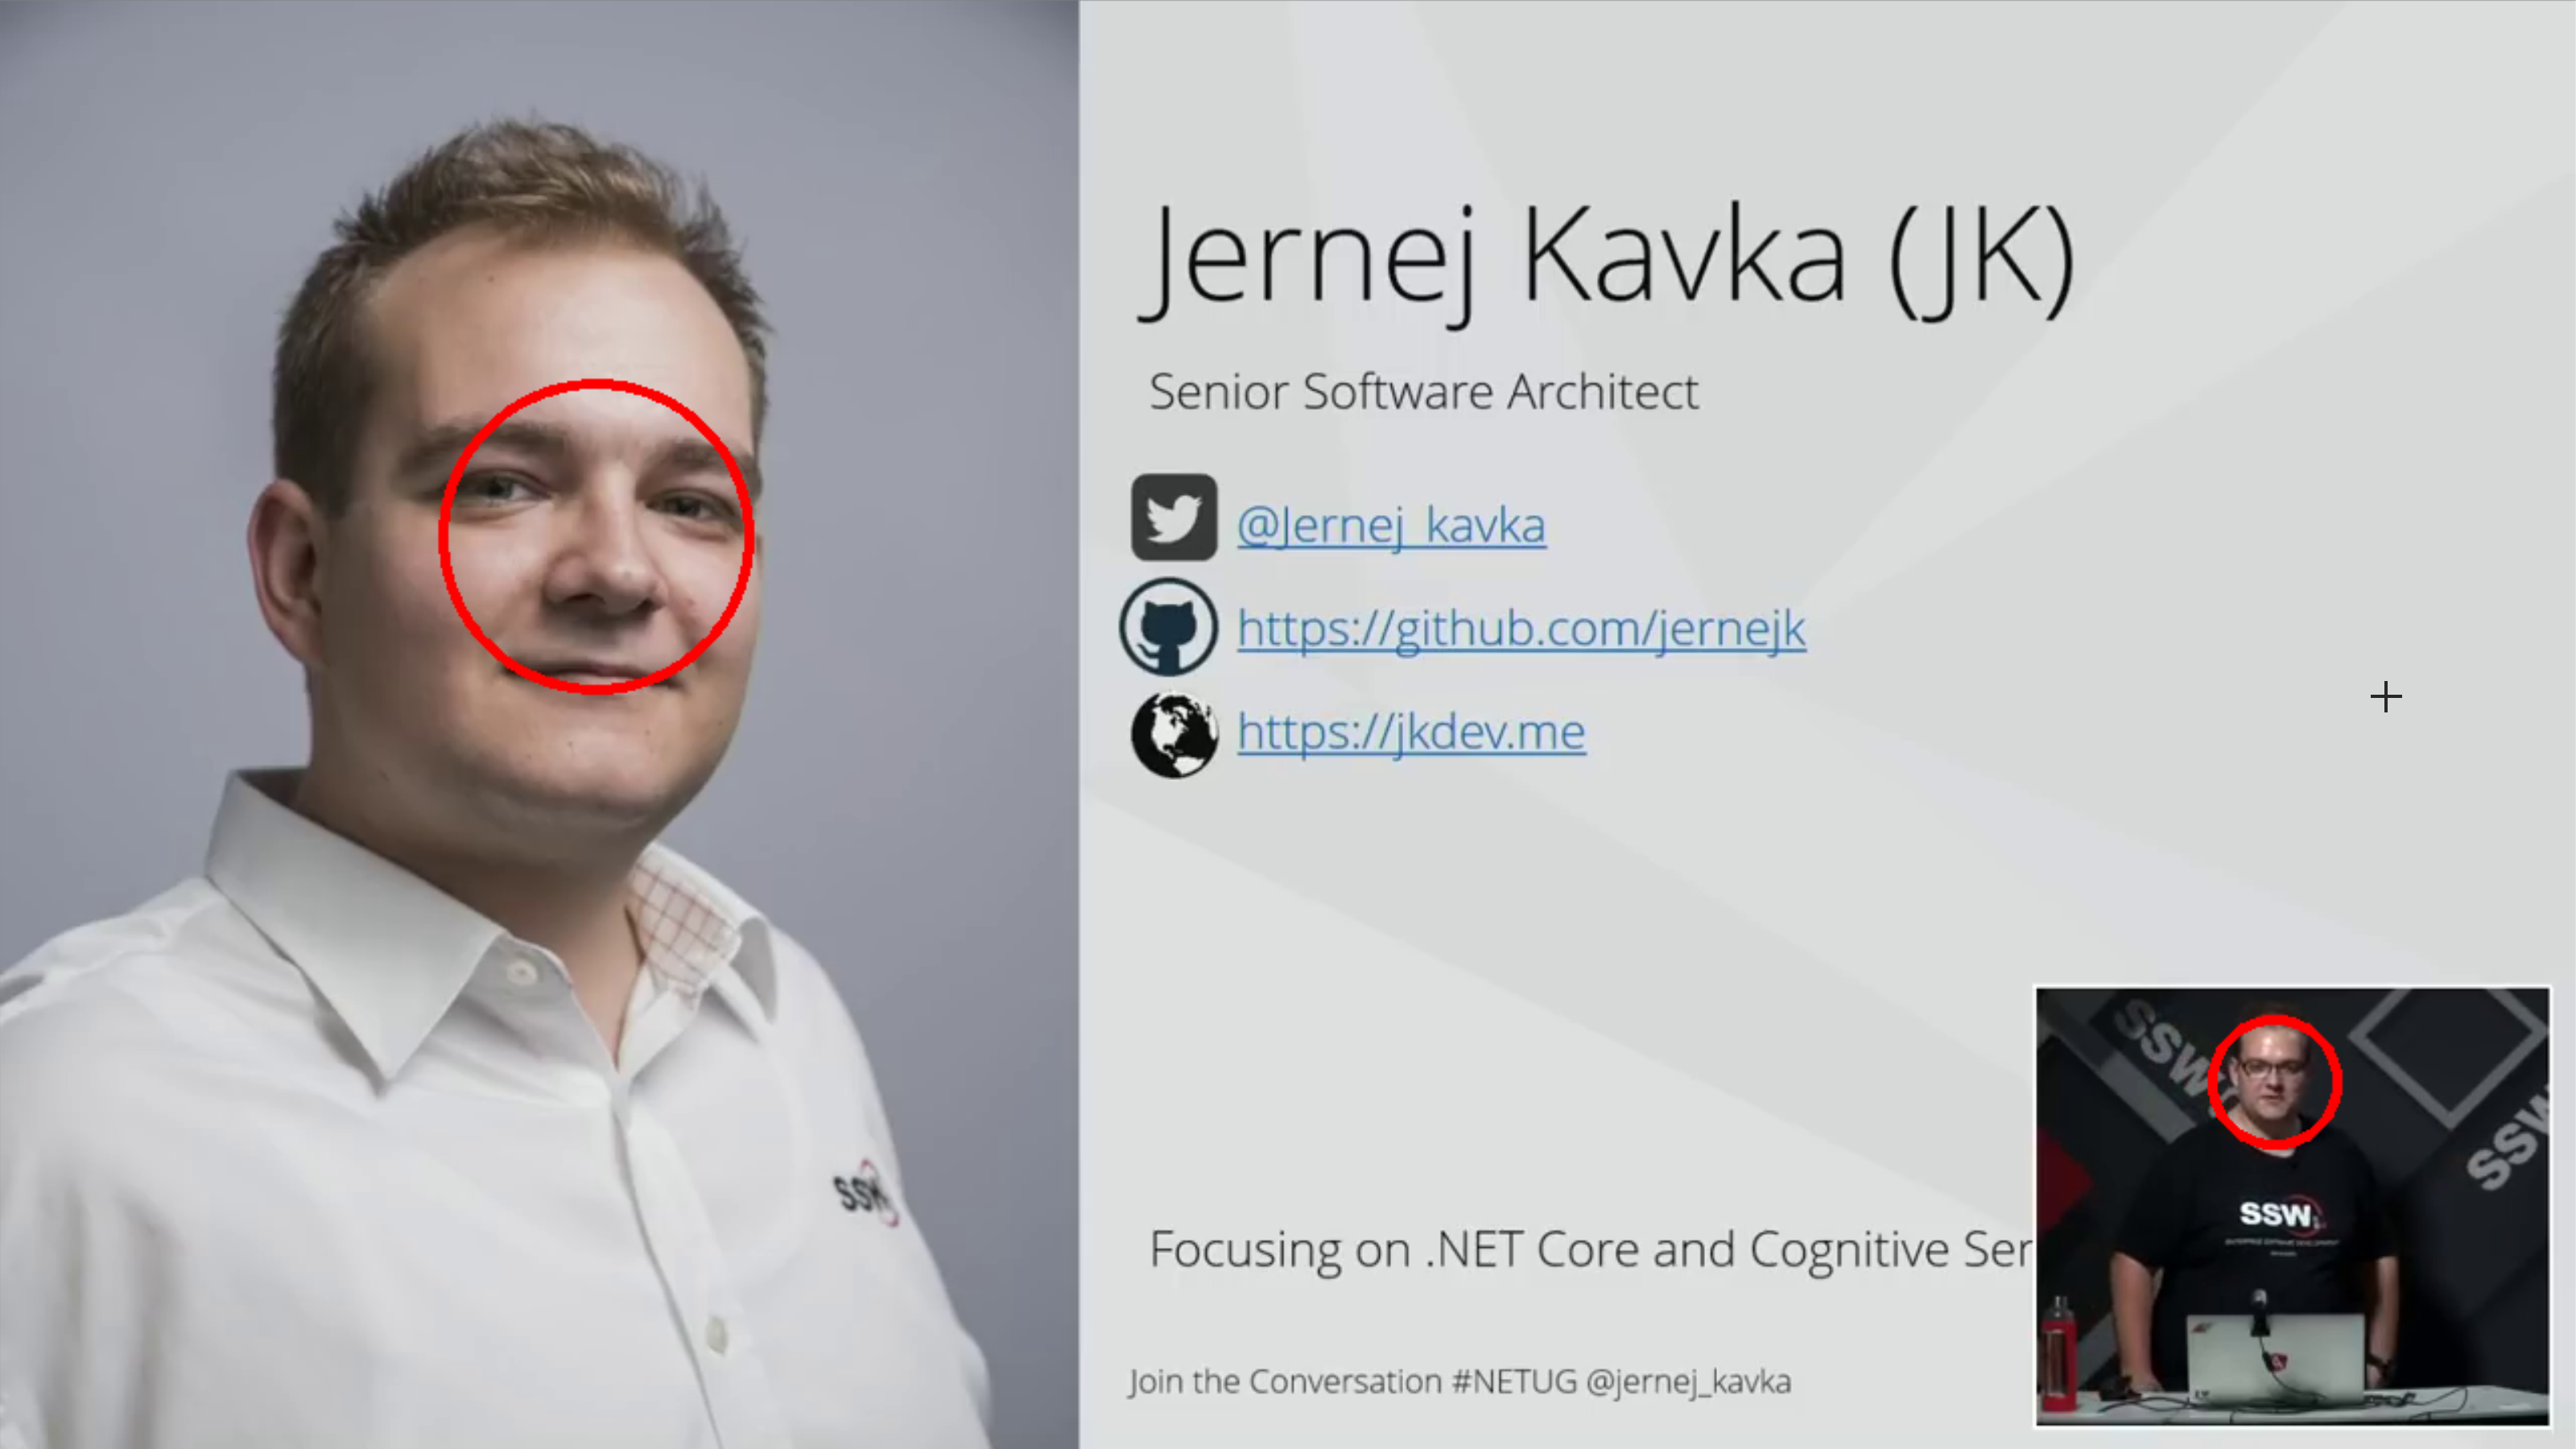 Jernej Kavka (JK)
Senior Software Architect
@Jernej_kavka
https://github.com/jernejk
https://jkdev.me
Focusing on .NET Core and Cognitive Ser
Join the Conversation #NETUG @jernej_kavka
SSW
SSW
SSW
SSW